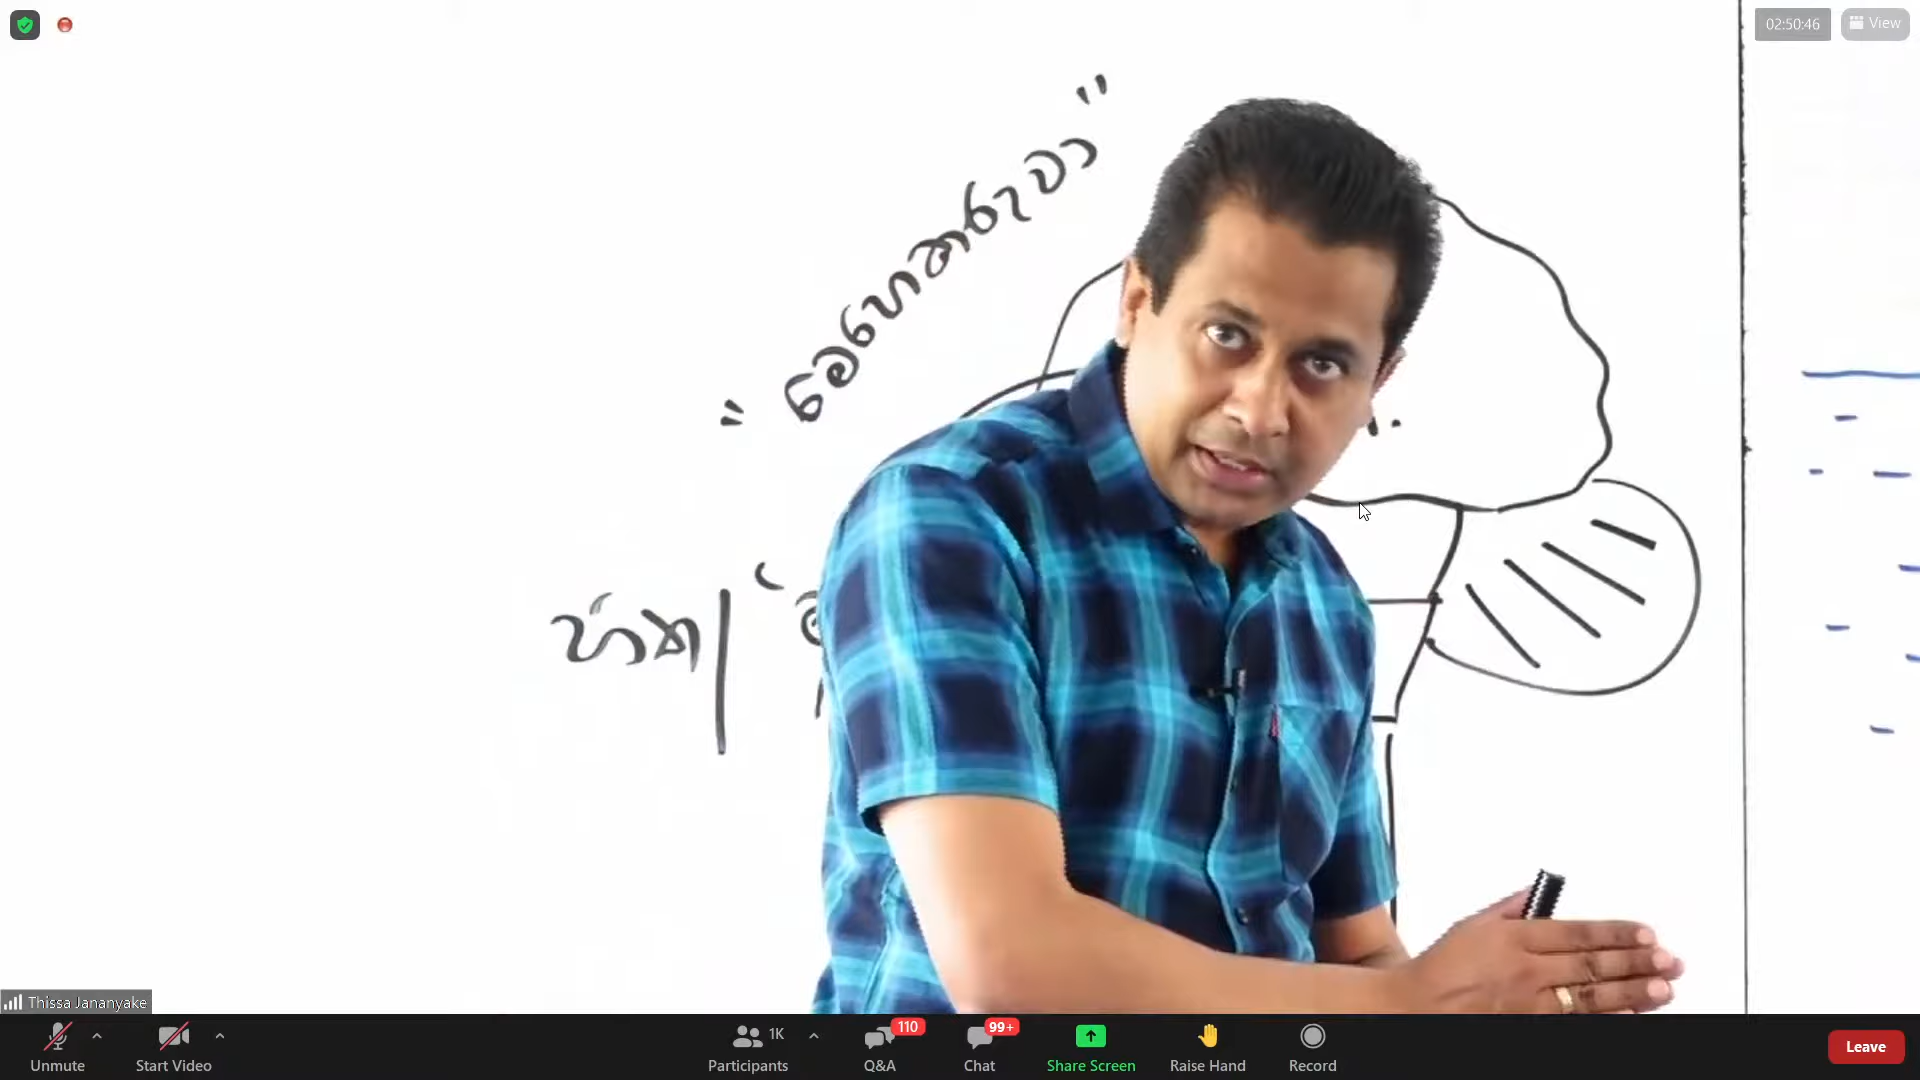 02:50:46
View
"මෙහෙකරුවා"
හාක
Thissa Jananyake
Unmute
Start Video
1K
Participants
110
Q&A
99+
Chat
Share Screen
Raise Hand
Record
Leave